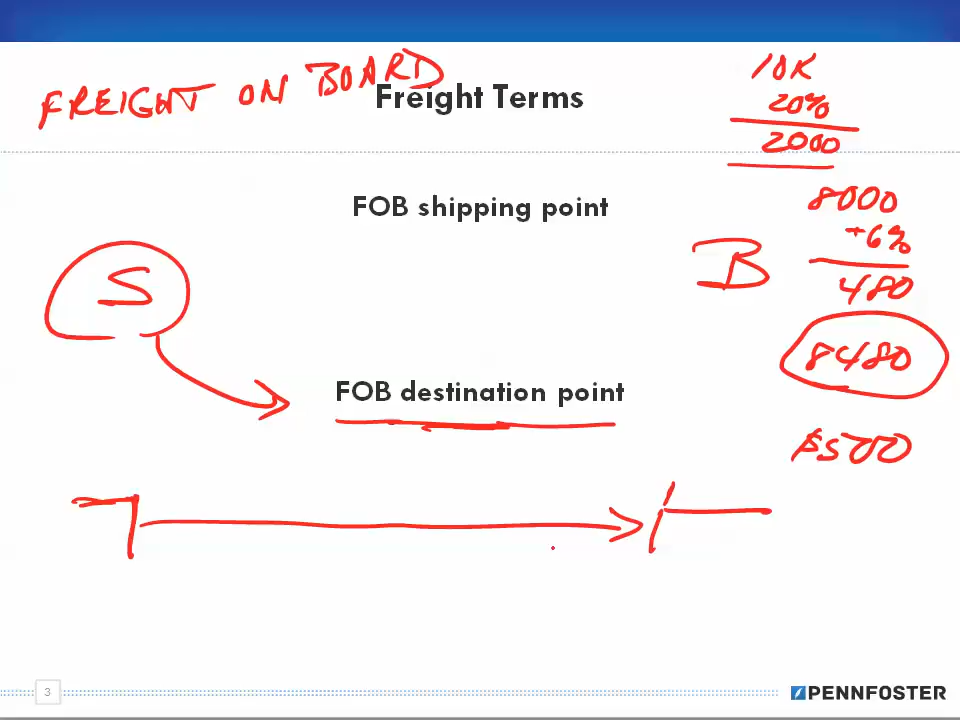 FREIGHT ON BOARD
Freight Terms
10K
20%
2000
FOB shipping point
8000
+6%
480
S
B
8480
FOB destination point
$500
3
PENNFOSTER